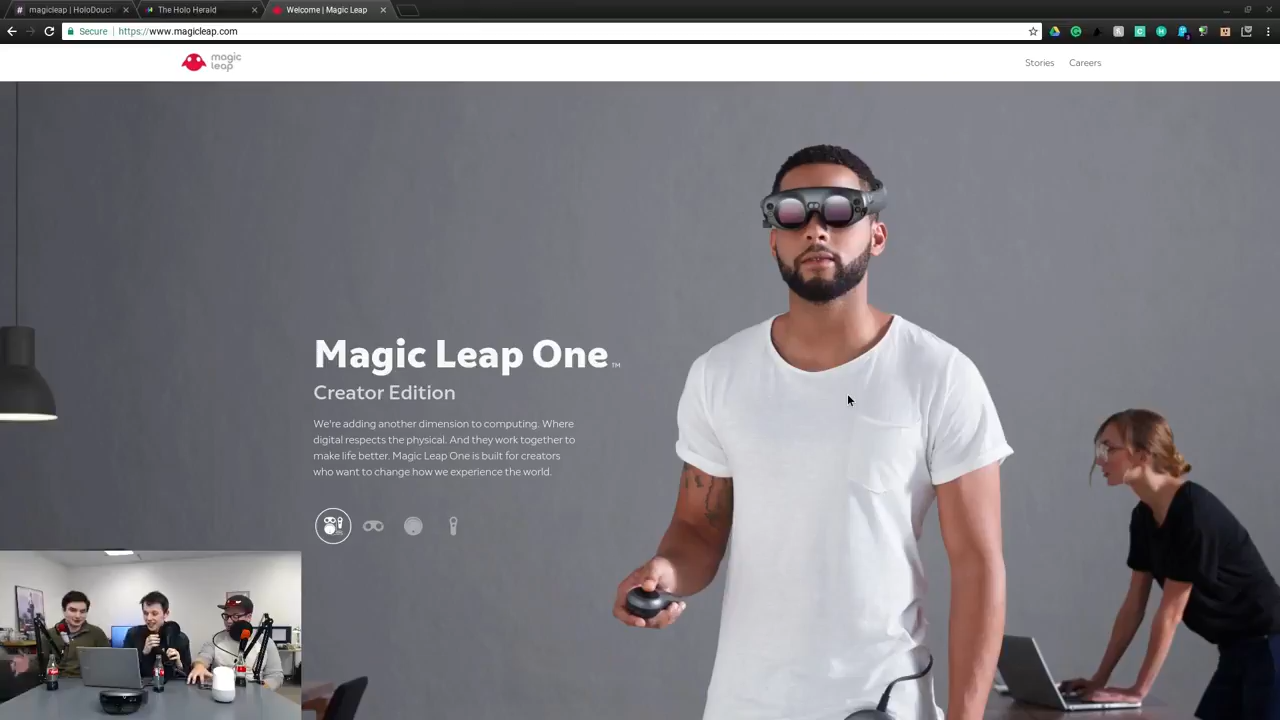 magicleap | HoloDouch
The Holo Herald
Welcome | Magic Leap
Secure
https://www.magicleap.com
magic
leap
Stories
Careers
Magic Leap One™
Creator Edition
We're adding another dimension to computing. Where
digital respects the physical. And they work together to
make life better. Magic Leap One is built for creators
who want to change how we experience the world.